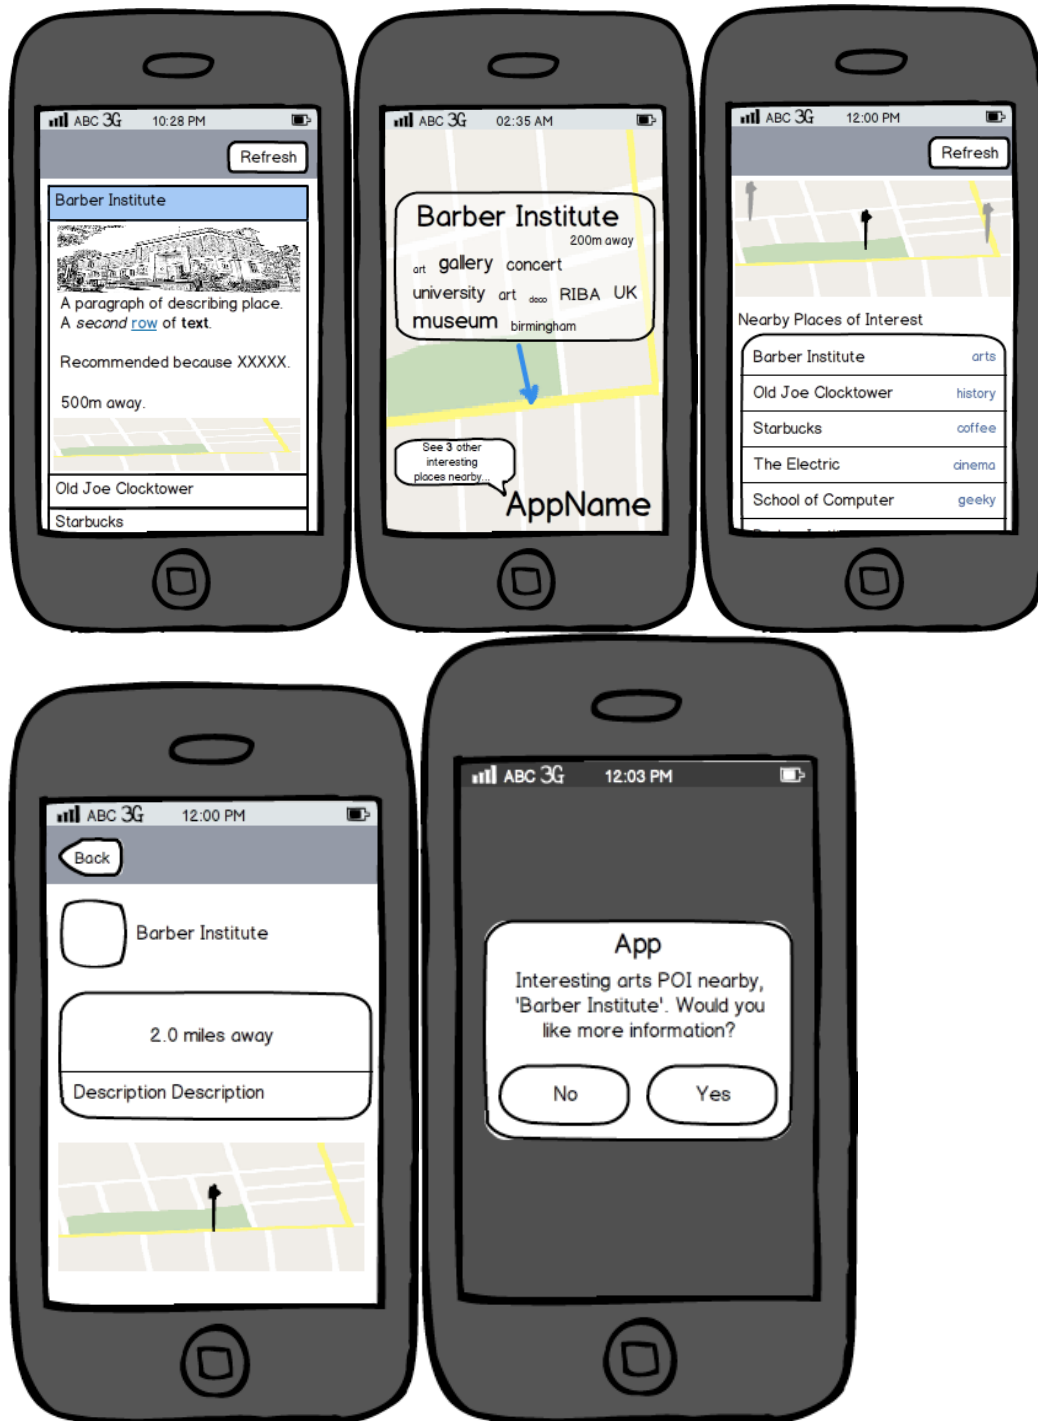 ABC 3G 10:28 PM
Refresh
Barber Institute
A paragraph of describing place.
A second row of text.
Recommended because XXXXX.
500m away.
Old Joe Clocktower
Starbucks
ABC 3G 02:35 AM
Barber Institute
200m away
art gallery concert
university art deco RIBA UK
museum birmingham
See 3 other
interesting
places nearby...
AppName
ABC 3G 12:00 PM
Refresh
Nearby Places of Interest
Barber Institute arts
Old Joe Clocktower history
Starbucks coffee
The Electric cinema
School of Computer geeky
ABC 3G 12:00 PM
Back
Barber Institute
2.0 miles away
Description Description
ABC 3G 12:03 PM
App
Interesting arts POI nearby,
'Barber Institute'. Would you
like more information?
No Yes